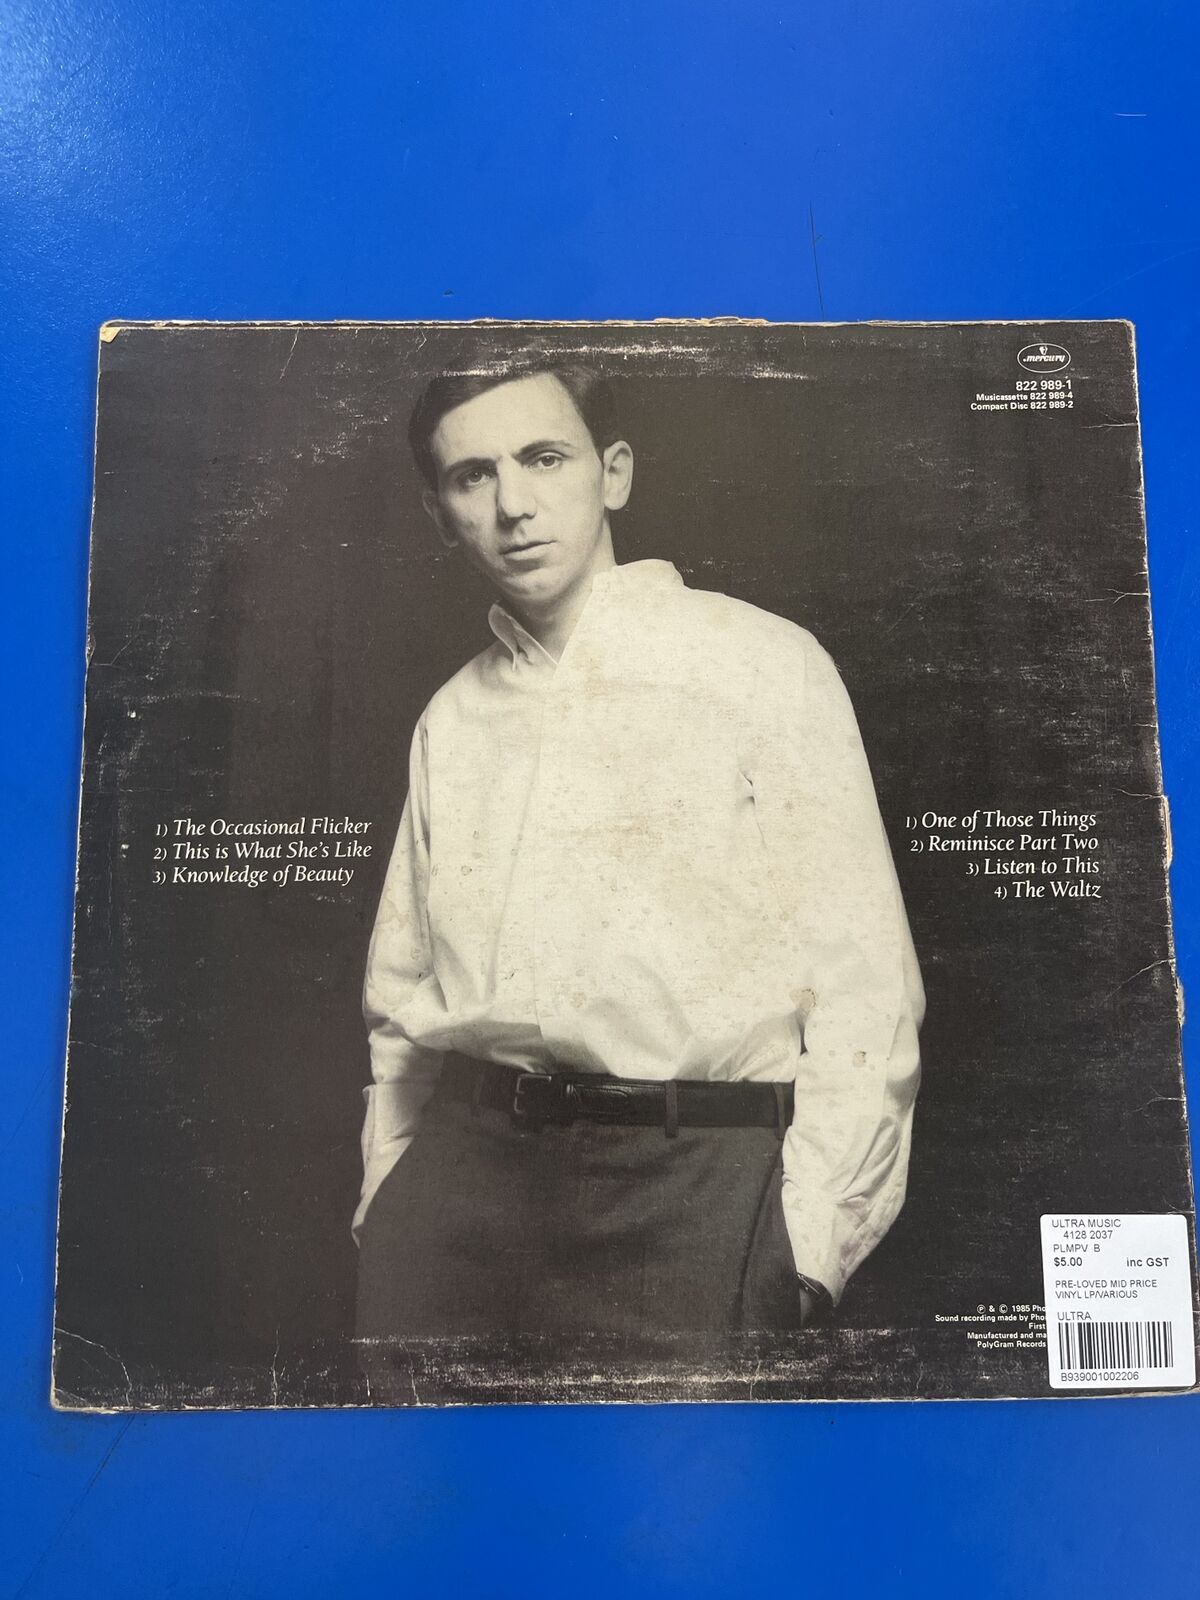 mercury
822 989-1
Musicassette 822 989-4
Compact Disc 822 989-2
1) The Occasional Flicker
2) This is What She's Like
3) Knowledge of Beauty
1) One of Those Things
2) Reminisce Part Two
3) Listen to This
4) The Waltz
℗ & © 1985 Pho
Sound recording made by Phon
First
Manufactured and ma
PolyGram Records
ULTRA MUSIC
4128 2037
PLMPV B
$5.00 inc GST
PRE-LOVED MID PRICE
VINYL LP/VARIOUS
ULTRA
B939001002206